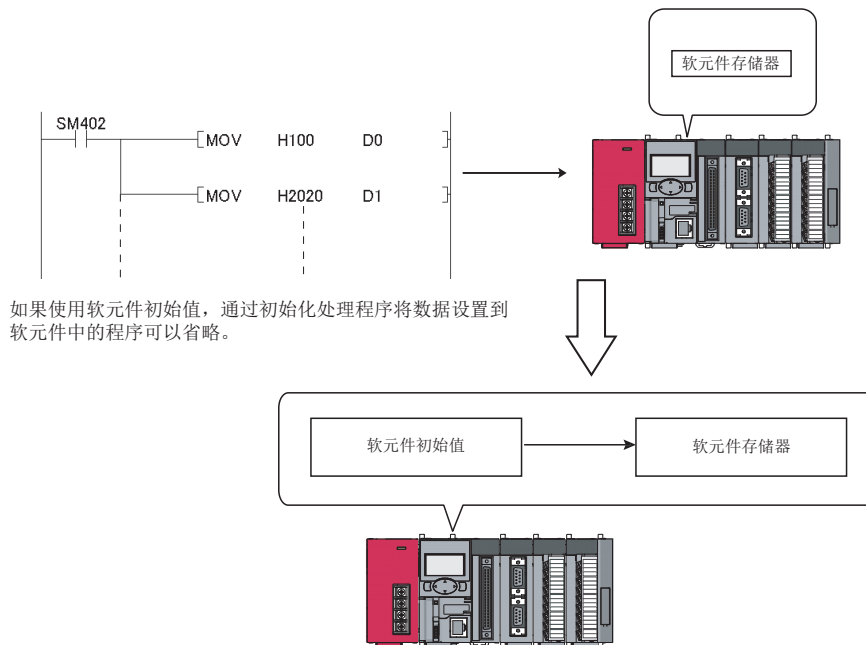 软元件存储器
SM402
MOV H100 D0
MOV H2020 D1
如果使用软元件初始值，通过初始化处理程序将数据设置到
软元件中的程序可以省略。
软元件初始值
软元件存储器